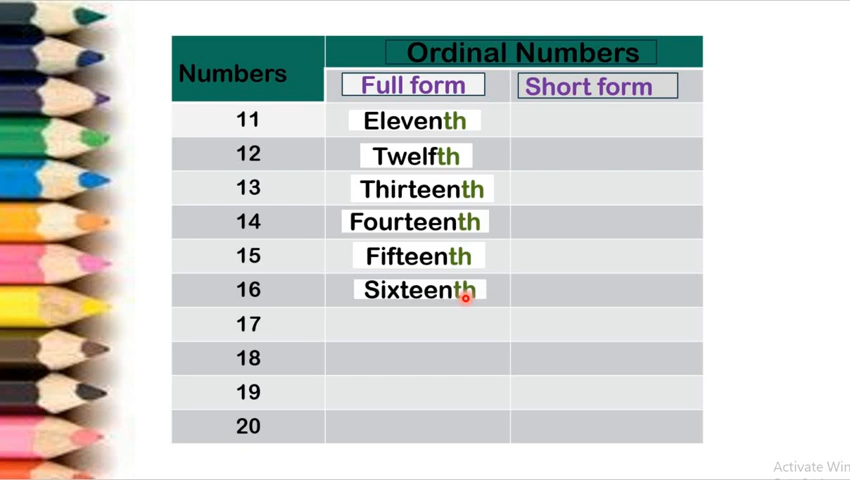 Numbers
Ordinal Numbers
Full form
Short form
11 Eleventh
12 Twelfth
13 Thirteenth
14 Fourteenth
15 Fifteenth
16 Sixteenth
17
18
19
20
Activate Win